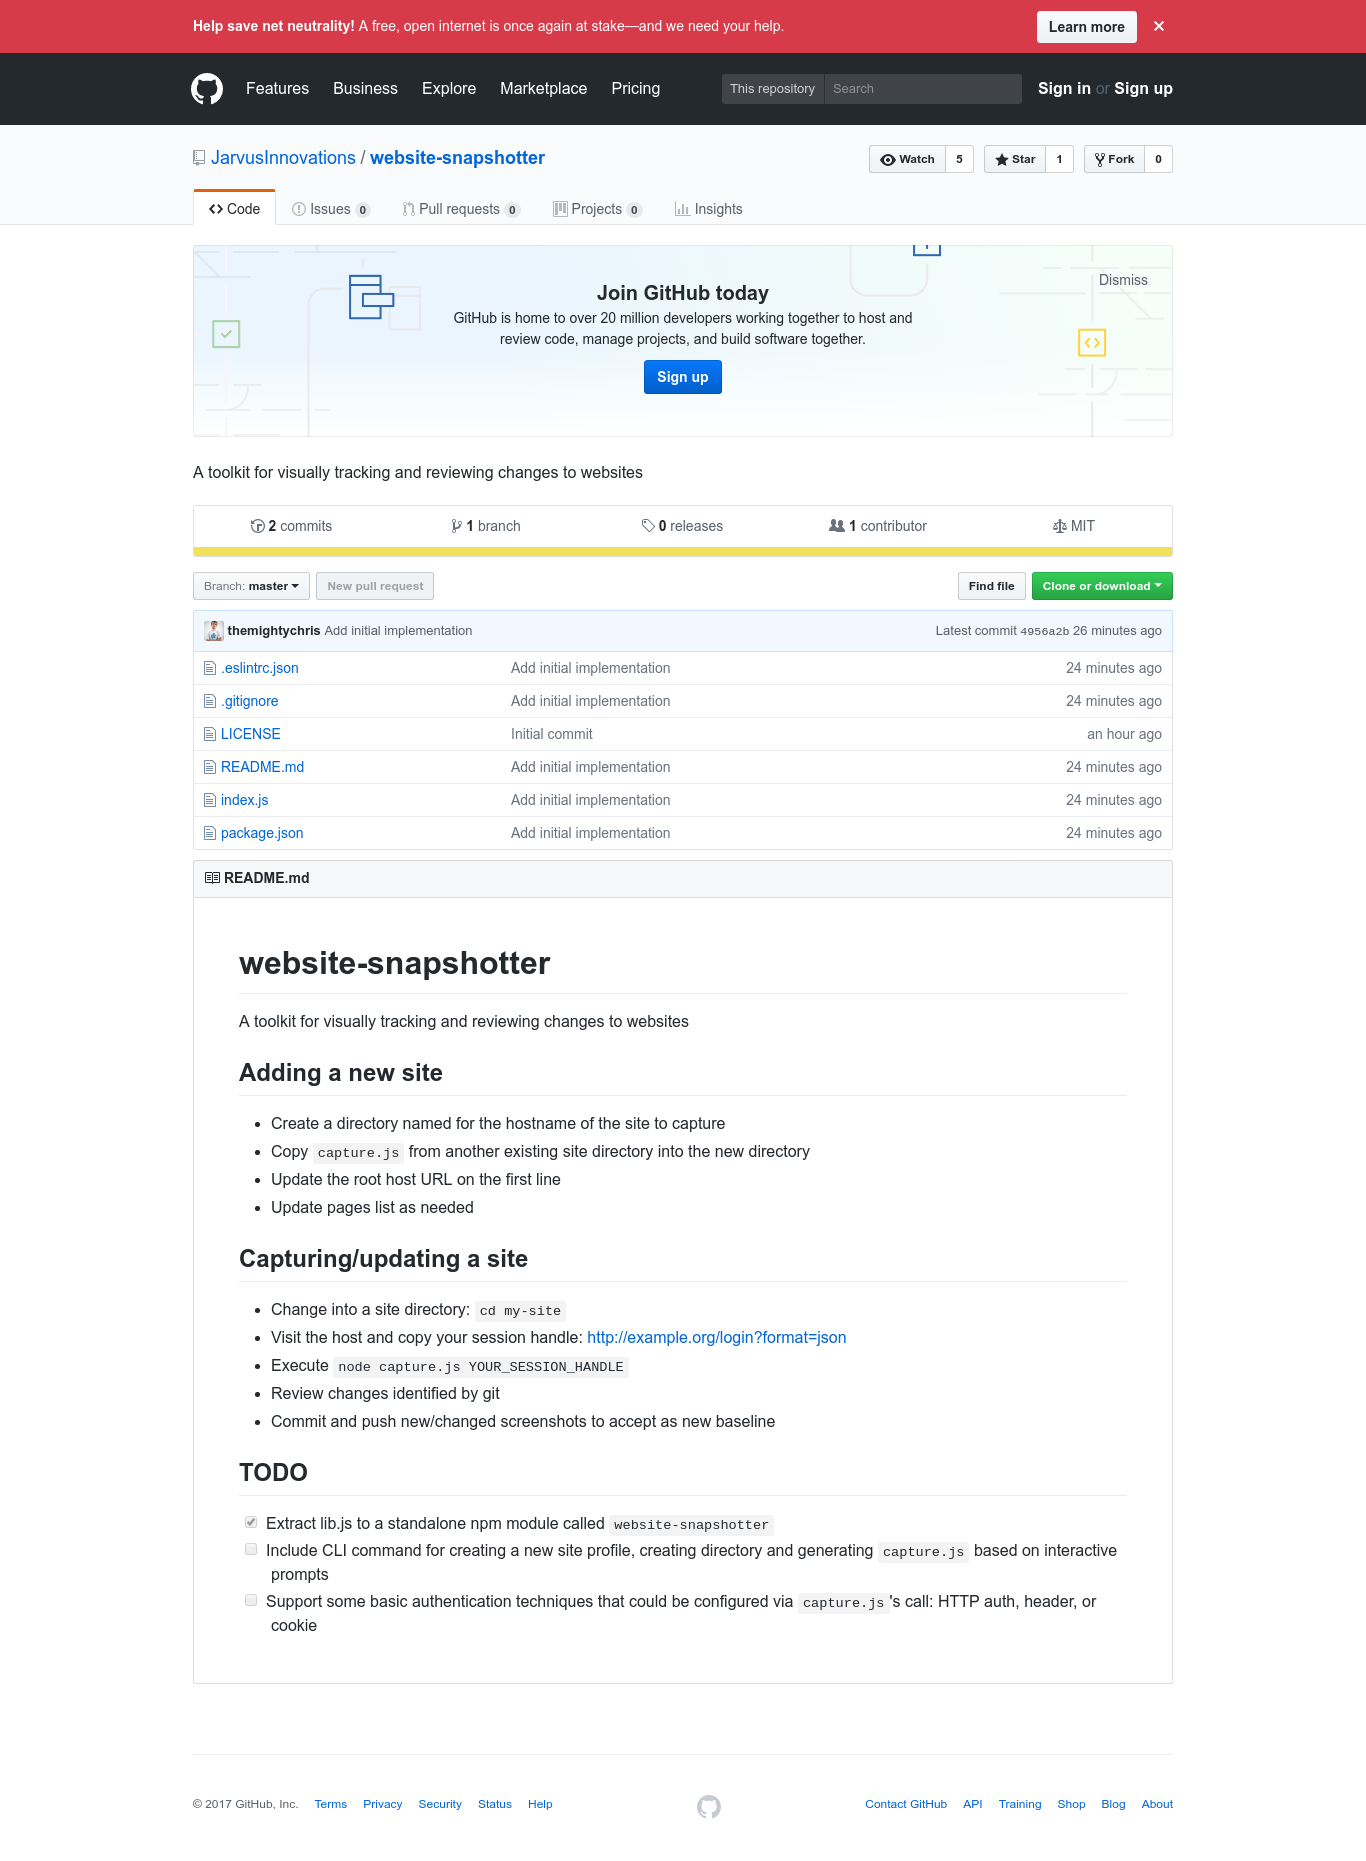 Help save net neutrality! A free, open internet is once again at stake—and we need your help. Learn more
Features Business Explore Marketplace Pricing This repository Search Sign in or Sign up
JarvusInnovations / website-snapshotter Watch 5 Star 1 Fork 0
Code Issues 0 Pull requests 0 Projects 0 Insights
Dismiss
Join GitHub today
GitHub is home to over 20 million developers working together to host and
review code, manage projects, and build software together.
Sign up
A toolkit for visually tracking and reviewing changes to websites
2 commits 1 branch 0 releases 1 contributor MIT
Branch: master New pull request Find file Clone or download
themightychris Add initial implementation Latest commit 4956a2b 26 minutes ago
.eslintrc.json Add initial implementation 24 minutes ago
.gitignore Add initial implementation 24 minutes ago
LICENSE Initial commit an hour ago
README.md Add initial implementation 24 minutes ago
index.js Add initial implementation 24 minutes ago
package.json Add initial implementation 24 minutes ago
README.md
website-snapshotter
A toolkit for visually tracking and reviewing changes to websites
Adding a new site
• Create a directory named for the hostname of the site to capture
• Copy capture.js from another existing site directory into the new directory
• Update the root host URL on the first line
• Update pages list as needed
Capturing/updating a site
• Change into a site directory: cd my-site
• Visit the host and copy your session handle: http://example.org/login?format=json
• Execute node capture.js YOUR_SESSION_HANDLE
• Review changes identified by git
• Commit and push new/changed screenshots to accept as new baseline
TODO
Extract lib.js to a standalone npm module called website-snapshotter
Include CLI command for creating a new site profile, creating directory and generating capture.js based on interactive
prompts
Support some basic authentication techniques that could be configured via capture.js's call: HTTP auth, header, or
cookie
© 2017 GitHub, Inc. Terms Privacy Security Status Help Contact GitHub API Training Shop Blog About